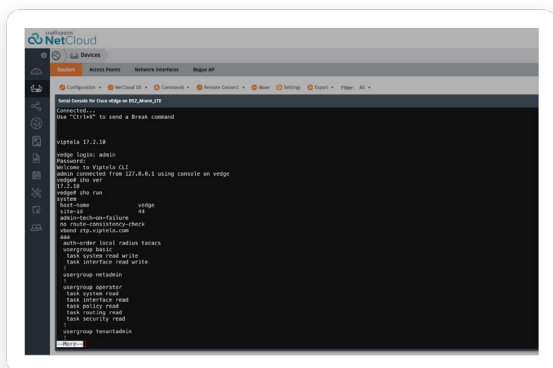 cradlepoint
NetCloud
Devices
Routers Access Points Network Interfaces Rogue AP
Configuration NetCloud OS Commands Remote Connect Move Settings Export Filter: All
Serial Console for Cisco vEdge on DS2_Miami_LTE
Connected...
Use "Ctrl+X" to send a Break command
viptela 17.2.10
vedge login: admin
Password:
Welcome to Viptela CLI
admin connected from 127.0.0.1 using console on vedge
vedge# sho ver
17.2.10
vedge# sho run
system
host-name vedge
site-id 44
admin-tech-on-failure
no route-consistency-check
vbond ztp.viptela.com
aaa
auth-order local radius tacacs
usergroup basic
task system read write
task interface read write
!
usergroup netadmin
!
usergroup operator
task system read
task interface read
task policy read
task routing read
task security read
!
usergroup tenantadmin
!
--More--